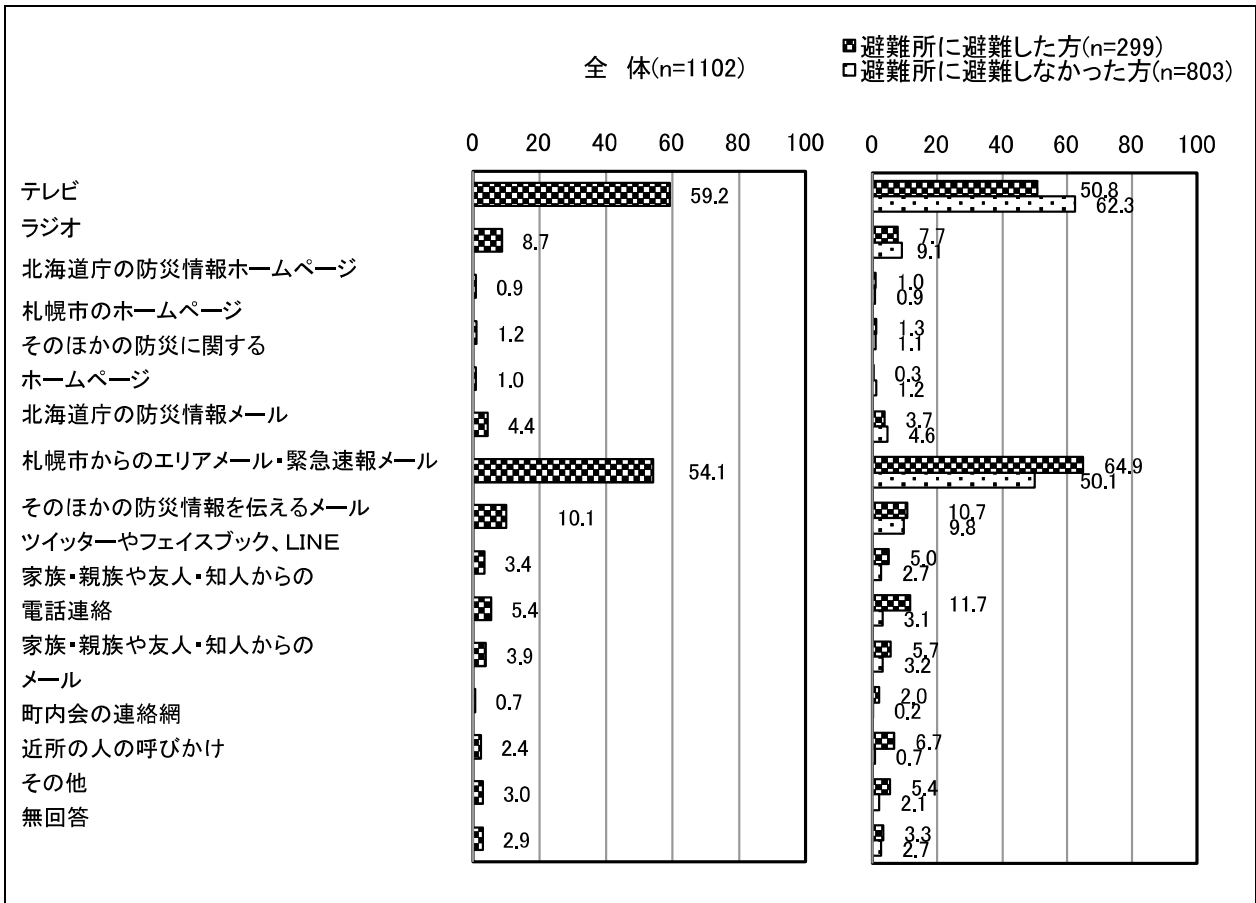 全 体(n=1102)
避難所に避難した方(n=299)
避難所に避難しなかった方(n=803)
0 20 40 60 80 100
0 20 40 60 80 100
テレビ
ラジオ
北海道庁の防災情報ホームページ
札幌市のホームページ
そのほかの防災に関する
ホームページ
北海道庁の防災情報メール
札幌市からのエリアメール・緊急速報メール
そのほかの防災情報を伝えるメール
ツイッターやフェイスブック、LINE
家族・親族や友人・知人からの
電話連絡
家族・親族や友人・知人からの
メール
町内会の連絡網
近所の人の呼びかけ
その他
無回答
59.2
8.7
0.9
1.2
1.0
4.4
54.1
10.1
3.4
5.4
3.9
0.7
2.4
3.0
2.9
50.8
62.3
7.7
9.1
1.0
0.9
1.3
1.1
0.3
1.2
3.7
4.6
64.9
50.1
10.7
9.8
5.0
2.7
11.7
3.1
5.7
3.2
2.0
0.2
6.7
0.7
5.4
2.1
3.3
2.7